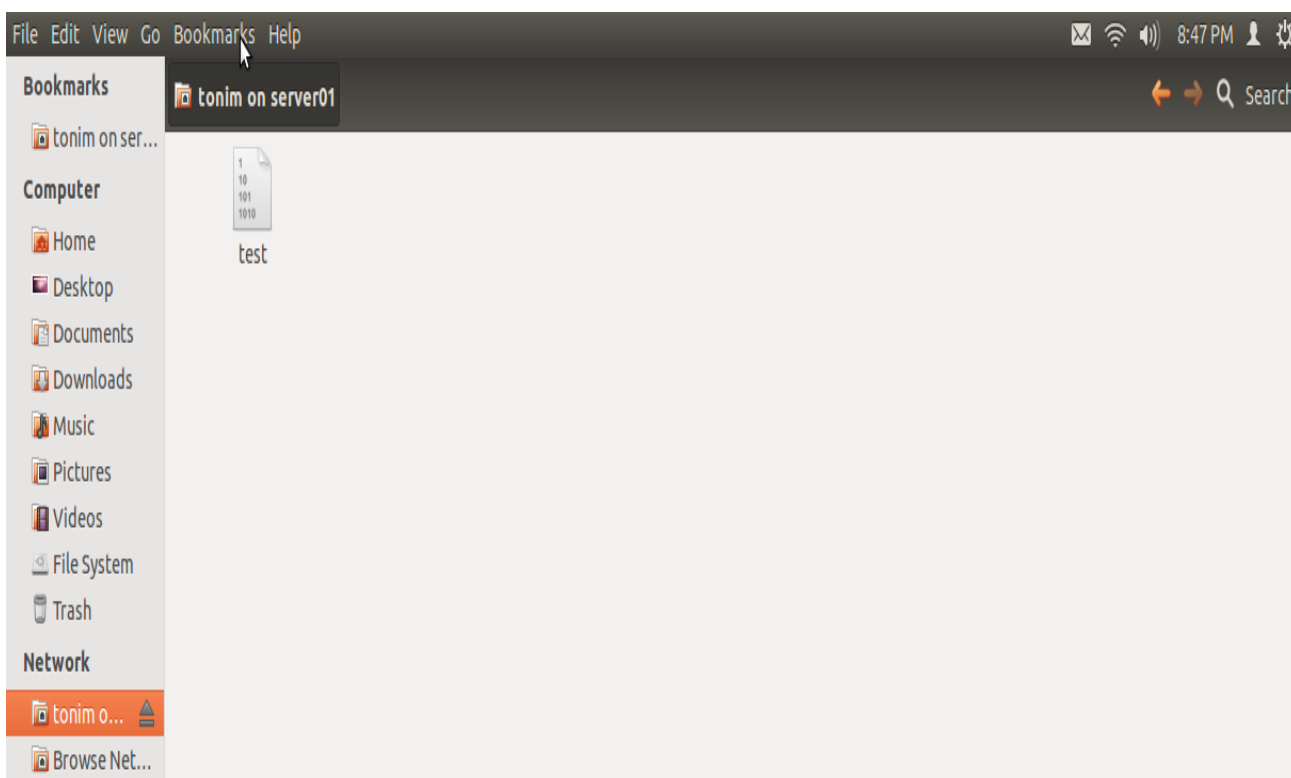 File Edit View Go Bookmarks Help 8:47 PM
Bookmarks
tonim on server01
Search
tonim on ser...
Computer
1
10
101
1010
test
Home
Desktop
Documents
Downloads
Music
Pictures
Videos
File System
Trash
Network
tonim o...
Browse Net...